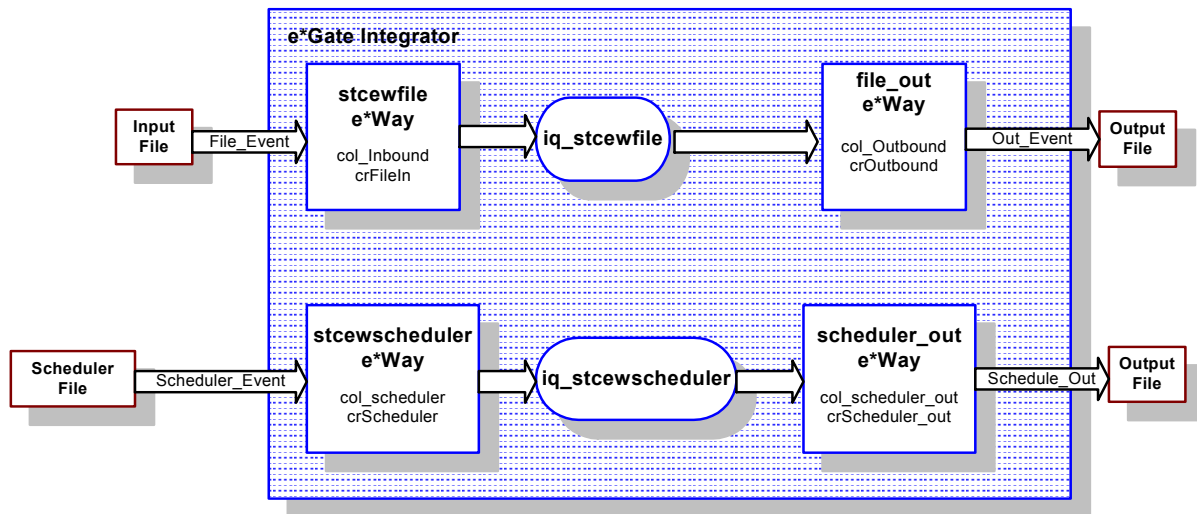 e*Gate Integrator
stcewfile
e*Way
col_Inbound
crFileIn
file_out
e*Way
col_Outbound
crOutbound
Input
File
File_Event
iq_stcewfile
Out_Event
Output
File
stcewscheduler
e*Way
col_scheduler
crScheduler
scheduler_out
e*Way
col_scheduler_out
crScheduler_out
Scheduler
File
Scheduler_Event
iq_stcewscheduler
Schedule_Out
Output
File